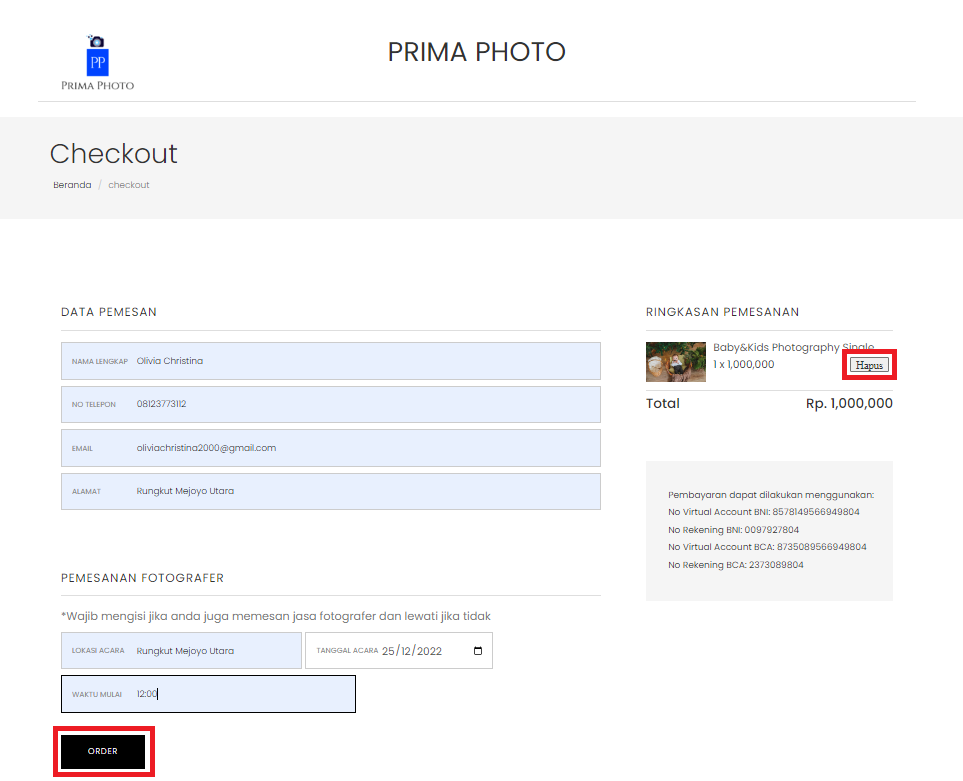 PP
PRIMA PHOTO
PRIMA PHOTO
Checkout
Beranda / checkout
DATA PEMESAN
NAMA LENGKAP Olivia Christina
NO TELEPON 08123773112
EMAIL oliviachristina2000@gmail.com
ALAMAT Rungkut Mejoyo Utara
PEMESANAN FOTOGRAFER
*Wajib mengisi jika anda juga memesan jasa fotografer dan lewati jika tidak
LOKASI ACARA Rungkut Mejoyo Utara TANGGAL ACARA 25/12/2022
WAKTU MULAI 12:00
ORDER
RINGKASAN PEMESANAN
Baby&Kids Photography Single
1 x 1,000,000
Hapus
Total Rp. 1,000,000
Pembayaran dapat dilakukan menggunakan:
No Virtual Account BNI: 8578149566949804
No Rekening BNI: 0097927804
No Virtual Account BCA: 8735089566949804
No Rekening BCA: 2373089804